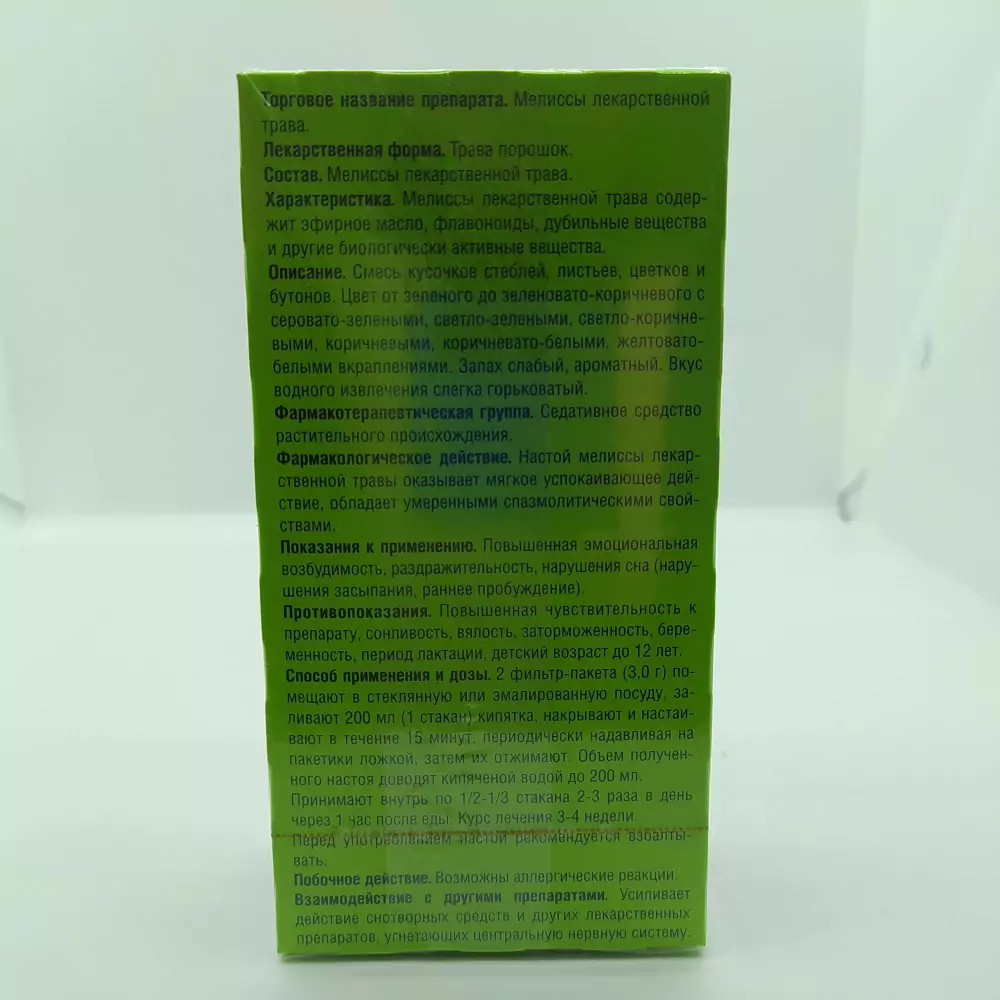 Торговое название препарата. Мелиссы лекарственной
трава.
Лекарственная форма. Трава порошок.
Состав. Мелиссы лекарственной трава.
Характеристика. Мелиссы лекарственной трава содер-
жит эфирное масло, флавоноиды, дубильные вещества
и другие биологически активные вещества.
Описание. Смесь кусочков стеблей, листьев, цветков и
бутонов. Цвет от зеленого до зеленовато-коричневого с
серовато-зелеными, светло-зелеными, светло-коричне-
выми, коричневыми, коричневато-белыми, желтовато-
белыми вкраплениями. Запах слабый, ароматный. Вкус
водного извлечения слегка горьковатый.
Фармакотерапевтическая группа. Седативное средство
растительного происхождения.
Фармакологическое действие. Настой мелиссы лекар-
ственной травы оказывает мягкое успокаивающее дей-
ствие, обладает умеренными спазмолитическими свой-
ствами.
Показания к применению. Повышенная эмоциональная
возбудимость, раздражительность, нарушения сна (нару-
шения засыпания, раннее пробуждение).
Противопоказания. Повышенная чувствительность к
препарату, сонливость, вялость, заторможенность, бере-
менность, период лактации, детский возраст до 12 лет.
Способ применения и дозы. 2 фильтр-пакета (3,0 г) по-
мещают в стеклянную или эмалированную посуду, за-
ливают 200 мл (1 стакан) кипятка, накрывают и настаи-
вают в течение 15 минут, периодически надавливая на
пакетики ложкой, затем их отжимают. Объем получен-
ного настоя доводят кипяченой водой до 200 мл.
Принимают внутрь по 1/2-1/3 стакана 2-3 раза в день
через 1 час после еды. Курс лечения 3-4 недели.
Перед употреблением настой рекомендуется взбалты-
вать.
Побочное действие. Возможны аллергические реакции.
Взаимодействие с другими препаратами. Усиливает
действие снотворных средств и других лекарственных
препаратов, угнетающих центральную нервную систему.